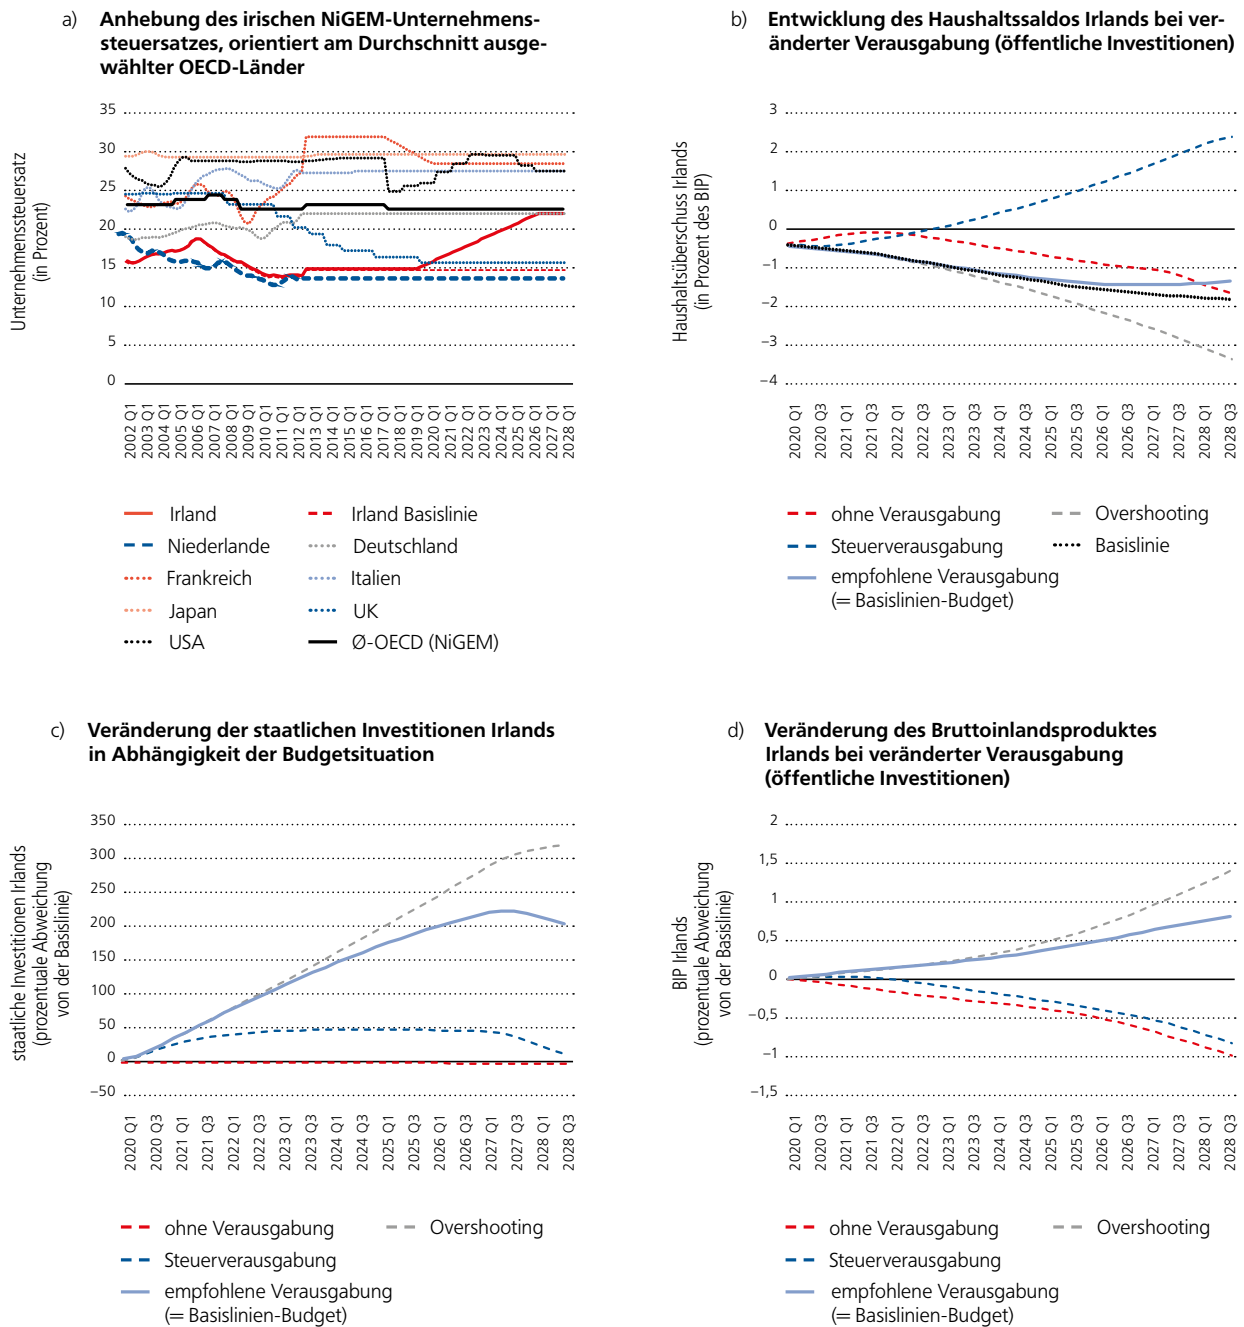 a) Anhebung des irischen NiGEM-Unternehmens-
steuersatzes, orientiert am Durchschnitt ausge-
wählter OECD-Länder
Unternehmenssteuersatz
(in Prozent)
35
30
25
20
15
10
5
0
2002 Q1
2003 Q1
2004 Q1
2005 Q1
2006 Q1
2007 Q1
2008 Q1
2009 Q1
2010 Q1
2011 Q1
2012 Q1
2013 Q1
2014 Q1
2015 Q1
2016 Q1
2017 Q1
2018 Q1
2019 Q1
2020 Q1
2021 Q1
2022 Q1
2023 Q1
2024 Q1
2025 Q1
2026 Q1
2027 Q1
2028 Q1
Irland
Irland Basislinie
Niederlande
Deutschland
Frankreich
Italien
Japan
UK
USA
Ø-OECD (NiGEM)
b) Entwicklung des Haushaltssaldos Irlands bei ver-
änderter Verausgabung (öffentliche Investitionen)
Haushaltsüberschuss Irlands
(in Prozent des BIP)
3
2
1
0
−1
−2
−3
−4
2020 Q1
2020 Q3
2021 Q1
2021 Q3
2022 Q1
2022 Q3
2023 Q1
2023 Q3
2024 Q1
2024 Q3
2025 Q1
2025 Q3
2026 Q1
2026 Q3
2027 Q1
2027 Q3
2028 Q1
2028 Q3
ohne Verausgabung
Overshooting
Steuerverausgabung
Basislinie
empfohlene Verausgabung
(= Basislinien-Budget)
c) Veränderung der staatlichen Investitionen Irlands
in Abhängigkeit der Budgetsituation
staatliche Investitionen Irlands
(prozentuale Abweichung
von der Basislinie)
350
300
250
200
150
100
50
0
−50
2020 Q1
2020 Q3
2021 Q1
2021 Q3
2022 Q1
2022 Q3
2023 Q1
2023 Q3
2024 Q1
2024 Q3
2025 Q1
2025 Q3
2026 Q1
2026 Q3
2027 Q1
2027 Q3
2028 Q1
2028 Q3
ohne Verausgabung
Overshooting
Steuerverausgabung
empfohlene Verausgabung
(= Basislinien-Budget)
d) Veränderung des Bruttoinlandsproduktes
Irlands bei veränderter Verausgabung
(öffentliche Investitionen)
BIP Irlands
(prozentuale Abweichung
von der Basislinie)
2
1,5
1
0,5
0
−0,5
−1
−1,5
2020 Q1
2020 Q3
2021 Q1
2021 Q3
2022 Q1
2022 Q3
2023 Q1
2023 Q3
2024 Q1
2024 Q3
2025 Q1
2025 Q3
2026 Q1
2026 Q3
2027 Q1
2027 Q3
2028 Q1
2028 Q3
ohne Verausgabung
Overshooting
Steuerverausgabung
empfohlene Verausgabung
(= Basislinien-Budget)